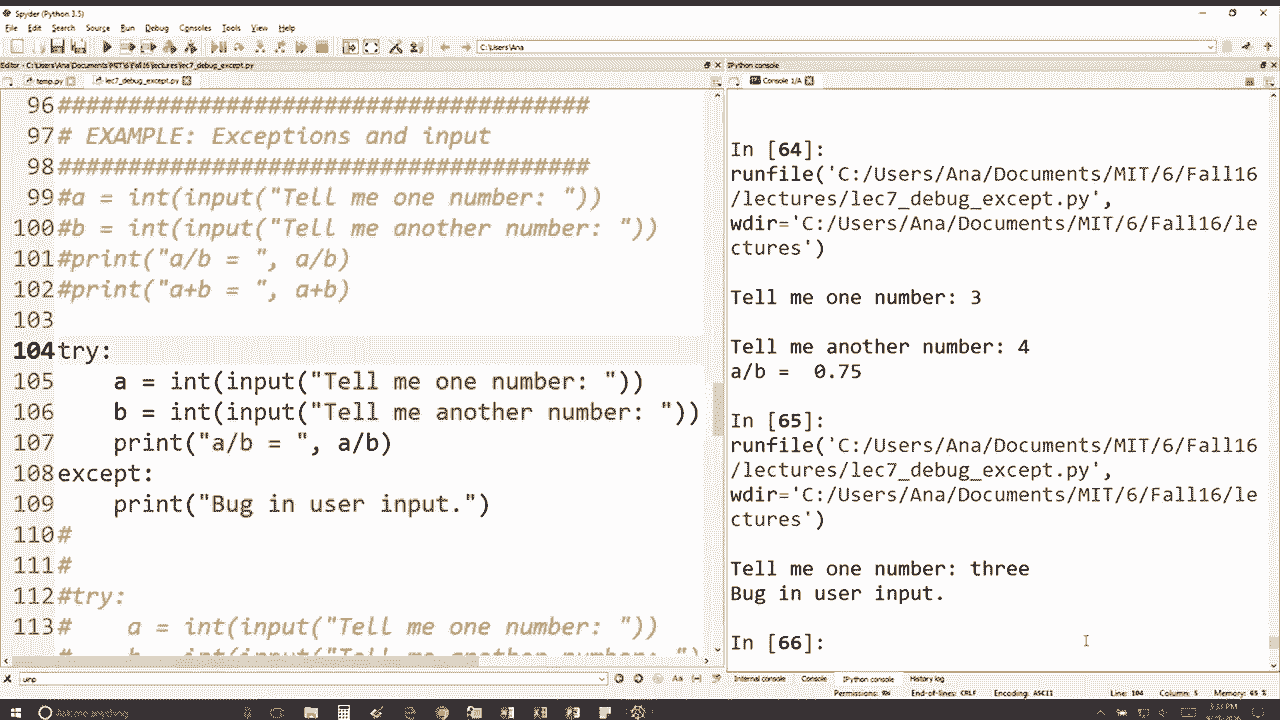 Spyder (Python 3.5)
File Edit Search Source Run Debug Consoles Tools View Help
C:\Users\Ana
Editor - C:\Users\Ana\Documents\MIT\6\Fall16\lectures\lec7_debug_except.py
temp.py
lec7_debug_except.py
96 #######################################
97 # EXAMPLE: Exceptions and input
98 #######################################
99 #a = int(input("Tell me one number: "))
100 #b = int(input("Tell me another number: "))
101 #print("a/b = ", a/b)
102 #print("a+b = ", a+b)
103
104 try:
105     a = int(input("Tell me one number: "))
106     b = int(input("Tell me another number: "))
107     print("a/b = ", a/b)
108 except:
109     print("Bug in user input.")
110 #
111 #
112 #try:
113 #    a = int(input("Tell me one number: "))
IPython console
Console 1/A
In [64]:
runfile('C:/Users/Ana/Documents/MIT/6/Fall16
/lectures/lec7_debug_except.py',
wdir='C:/Users/Ana/Documents/MIT/6/Fall16/le
ctures')
Tell me one number: 3
Tell me another number: 4
a/b =  0.75
In [65]:
runfile('C:/Users/Ana/Documents/MIT/6/Fall16
/lectures/lec7_debug_except.py',
wdir='C:/Users/Ana/Documents/MIT/6/Fall16/le
ctures')
Tell me one number: three
Bug in user input.
In [66]:
Aa
Internal console Console IPython console History log
Permissions: RW End-of-lines: CRLF Encoding: ASCII Line: 104 Column: 5 Memory: 65 %
Ask me anything